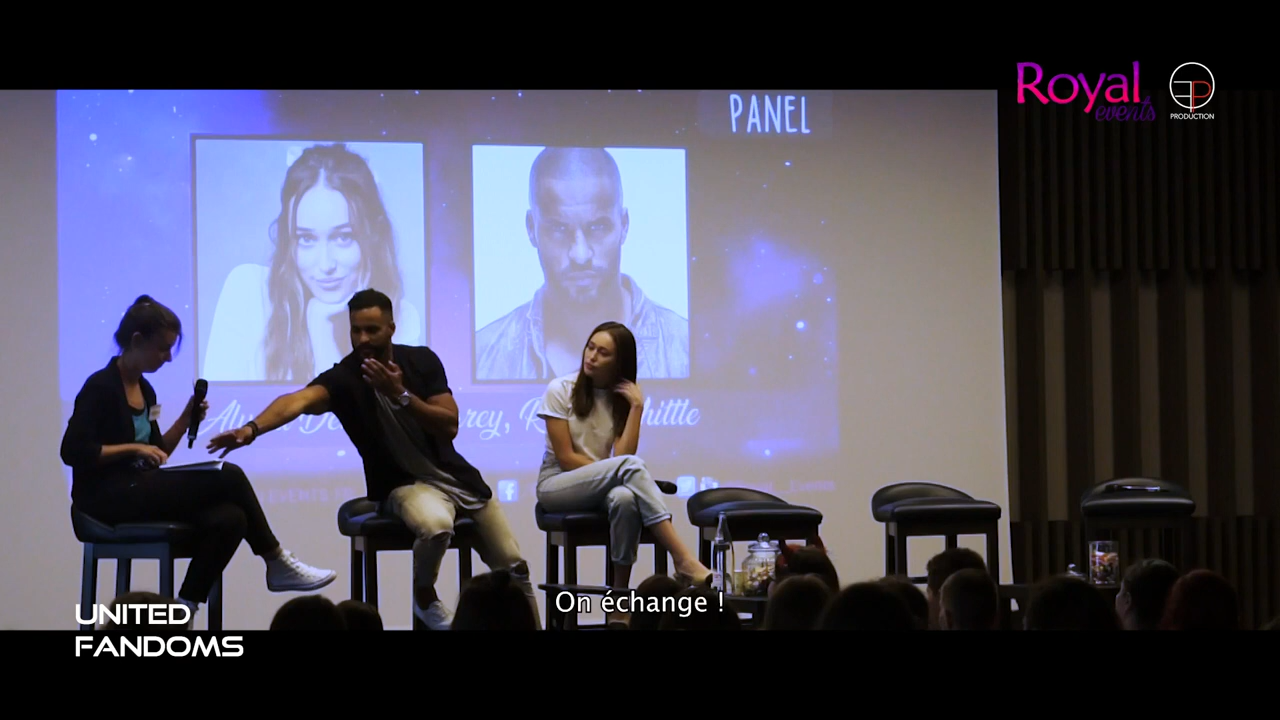 Royal
events
PRODUCTION
PANEL
On échange !
UNITED
FANDOMS